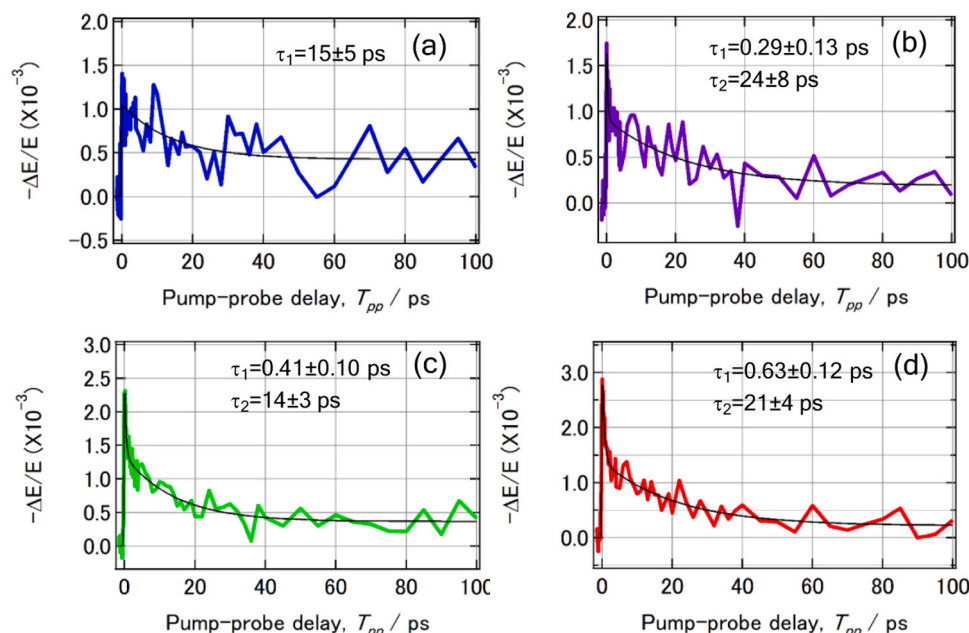 2.0
1.5
1.0
0.5
0.0
-0.5
-ΔE/E (X10⁻³)
τ₁=15±5 ps
(a)
0 20 40 60 80 100
Pump-probe delay, Tₚₚ / ps
2.0
1.5
1.0
0.5
0.0
-ΔE/E (X10⁻³)
(b)
τ₁=0.29±0.13 ps
τ₂=24±8 ps
0 20 40 60 80 100
Pump-probe delay, Tₚₚ / ps
3.0
2.5
2.0
1.5
1.0
0.5
0.0
-ΔE/E (X10⁻³)
τ₁=0.41±0.10 ps
(c)
τ₂=14±3 ps
0 20 40 60 80 100
Pump-probe delay, Tₚₚ / ps
3.0
2.0
1.0
0.0
-ΔE/E (X10⁻³)
τ₁=0.63±0.12 ps
(d)
τ₂=21±4 ps
0 20 40 60 80 100
Pump-probe delay, Tₚₚ / ps